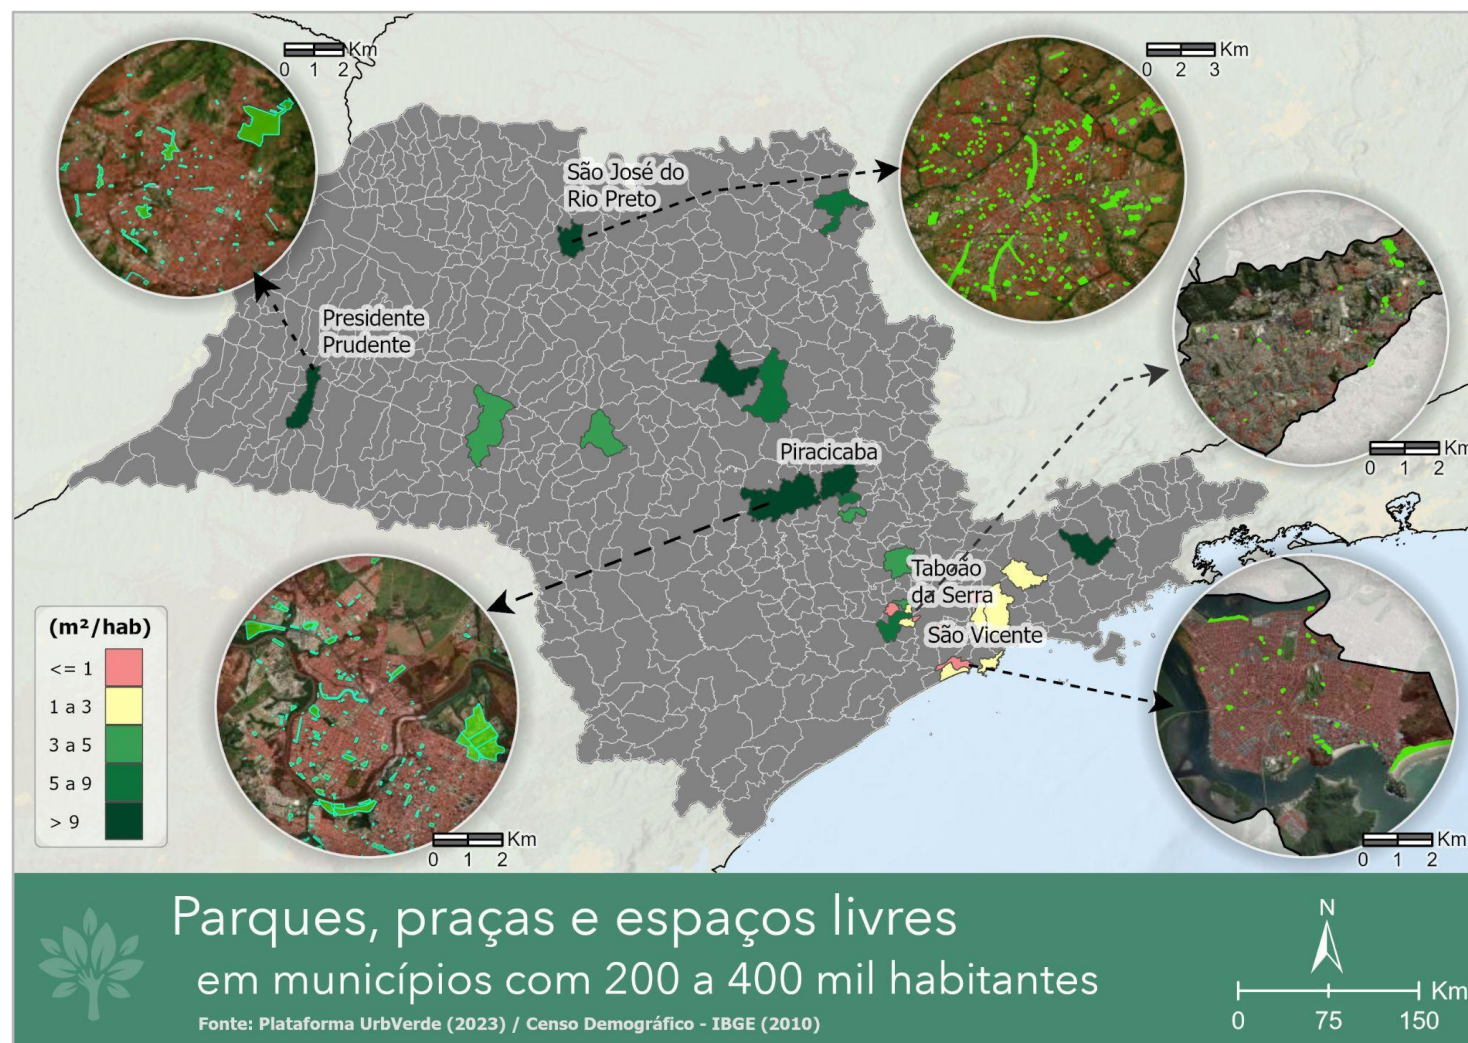 Km
0 1 2
Km
0 2 3
São José do
Rio Preto
Presidente
Prudente
Km
0 1 2
Piracicaba
Taboão
da Serra
São Vicente
(m²/hab)
<= 1
1 a 3
3 a 5
5 a 9
> 9
Km
0 1 2
Km
0 1 2
Parques, praças e espaços livres
em municípios com 200 a 400 mil habitantes
Fonte: Plataforma UrbVerde (2023) / Censo Demográfico - IBGE (2010)
N
Km
0 75 150